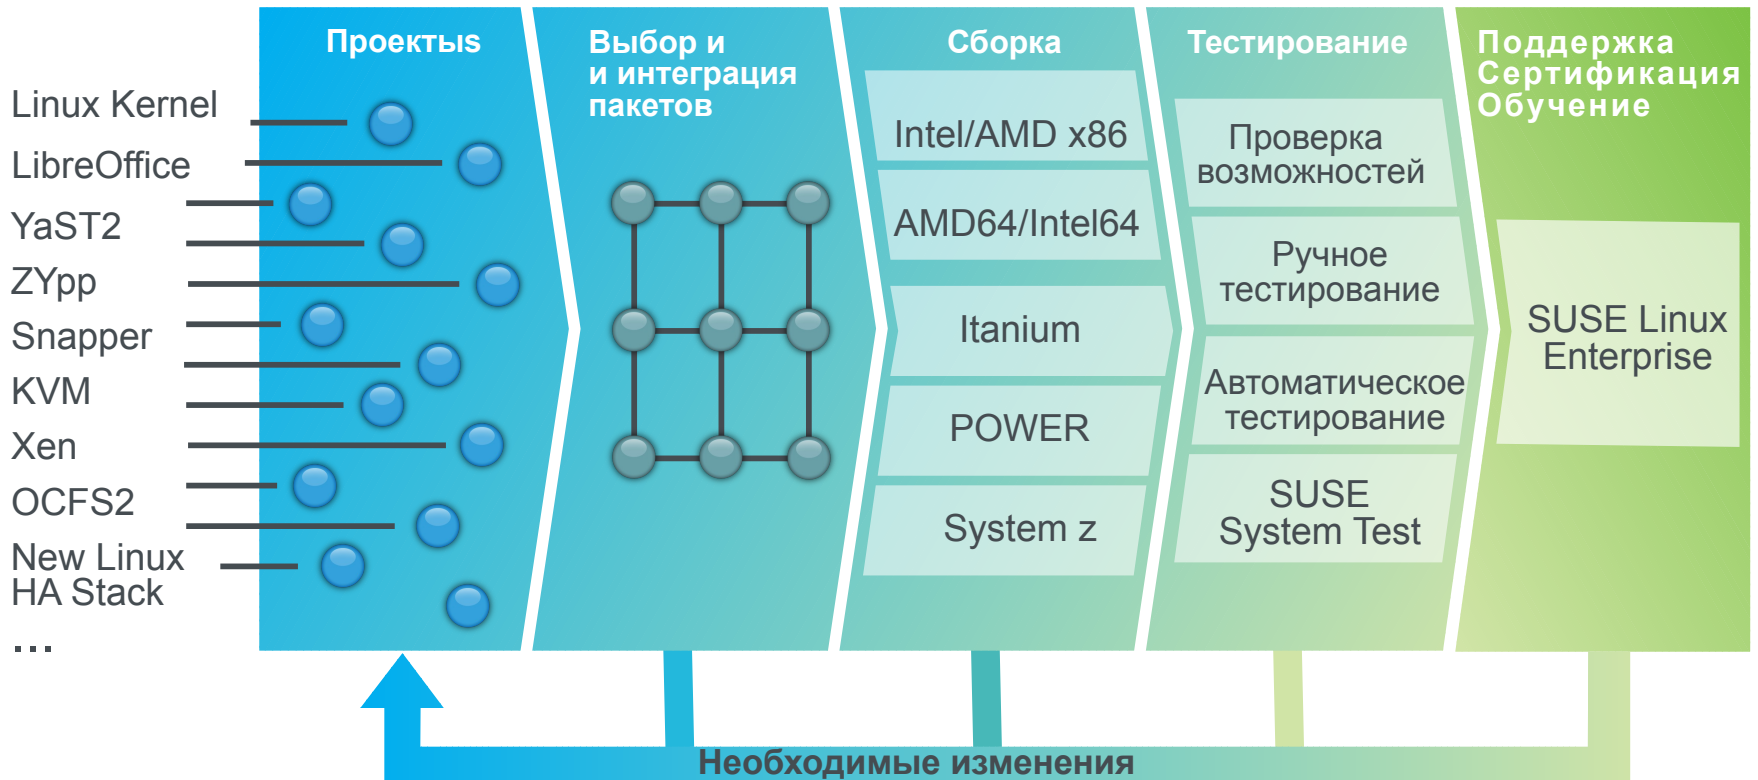 Linux Kernel
LibreOffice
YaST2
ZYpp
Snapper
KVM
Xen
OCFS2
New Linux
HA Stack
...
Проектыs
Выбор и
и интеграция
пакетов
Сборка
Intel/AMD x86
AMD64/Intel64
Itanium
POWER
System z
Тестирование
Проверка
возможностей
Ручное
тестирование
Автоматическое
тестирование
SUSE
System Test
Поддержка
Сертификация
Обучение
SUSE Linux
Enterprise
Необходимые изменения